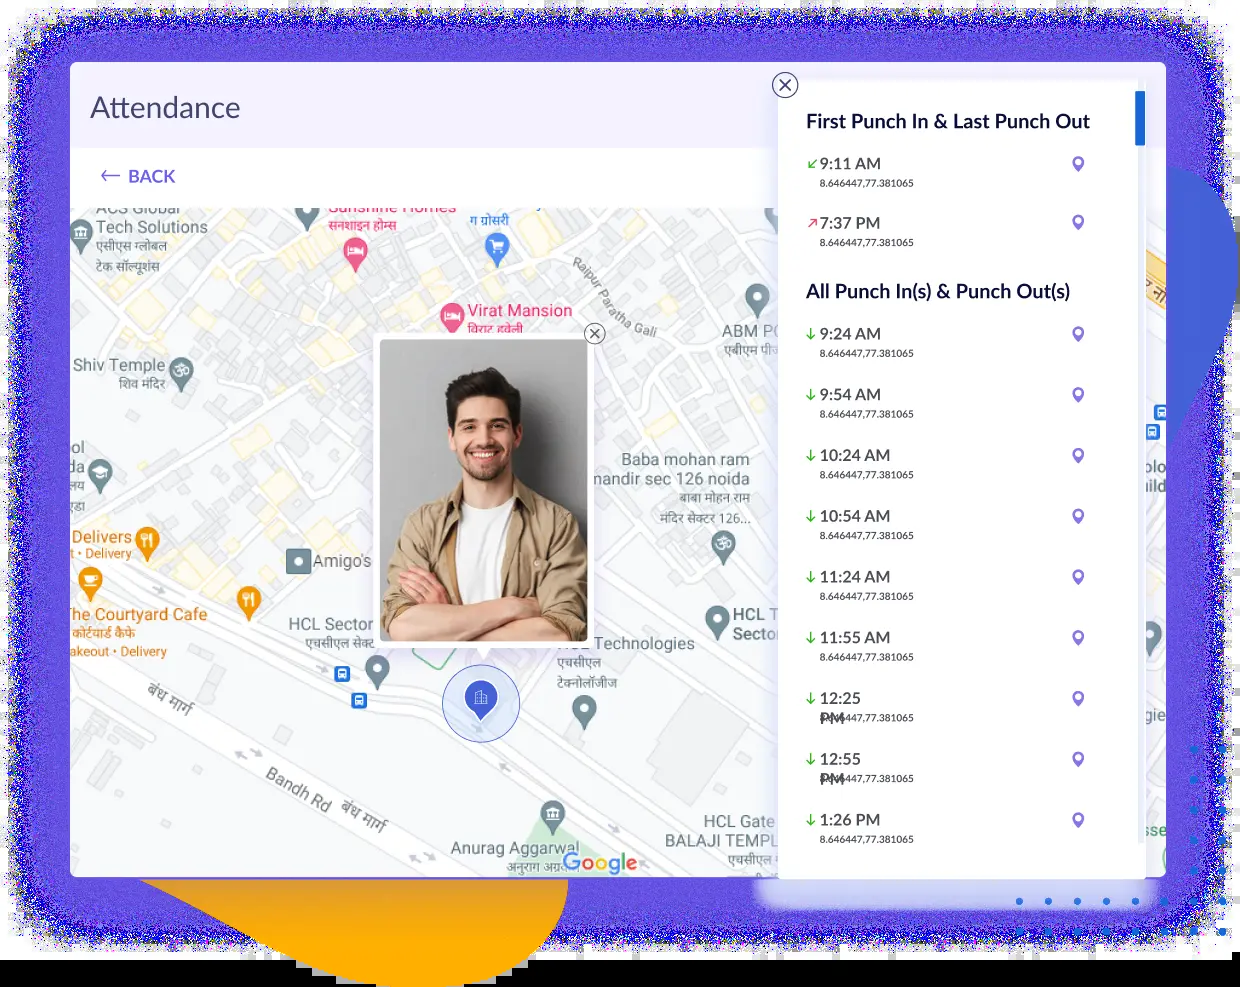 Attendance
BACK
ACS Global
Tech Solutions
एसीएस ग्लोबल
टेक सॉल्यूशंस
Sunshine Homes
सनशाइन होम्स
ग ग्रोसरी
Raipur Paratha Gali
Virat Mansion
विराट हवेली
ABM PO
एबीएम पीज
Shiv Temple
शिव मंदिर
Baba mohan ram
mandir sec 126 noida
बाबा मोहन राम
मंदिर सेक्टर 126...
Delivers
t • Delivery
Amigo's
The Courtyard Cafe
कोर्टयार्ड कैफे
akeout • Delivery
HCL Sector
एचसीएल सेक्ट
HCL Technologies
एचसीएल
टेक्नोलॉजीज
HCL T
Secto
बंध मार्ग
Bandh Rd बंध मार्ग
Anurag Aggarwal
अनुराग अग्रव
Google
HCL Gate
BALAJI TEMPL
एचसीएल
First Punch In & Last Punch Out
9:11 AM
8.646447,77.381065
7:37 PM
8.646447,77.381065
All Punch In(s) & Punch Out(s)
9:24 AM
8.646447,77.381065
9:54 AM
8.646447,77.381065
10:24 AM
8.646447,77.381065
10:54 AM
8.646447,77.381065
11:24 AM
8.646447,77.381065
11:55 AM
8.646447,77.381065
12:25
PM
8.646447,77.381065
12:55
PM
8.646447,77.381065
1:26 PM
8.646447,77.381065